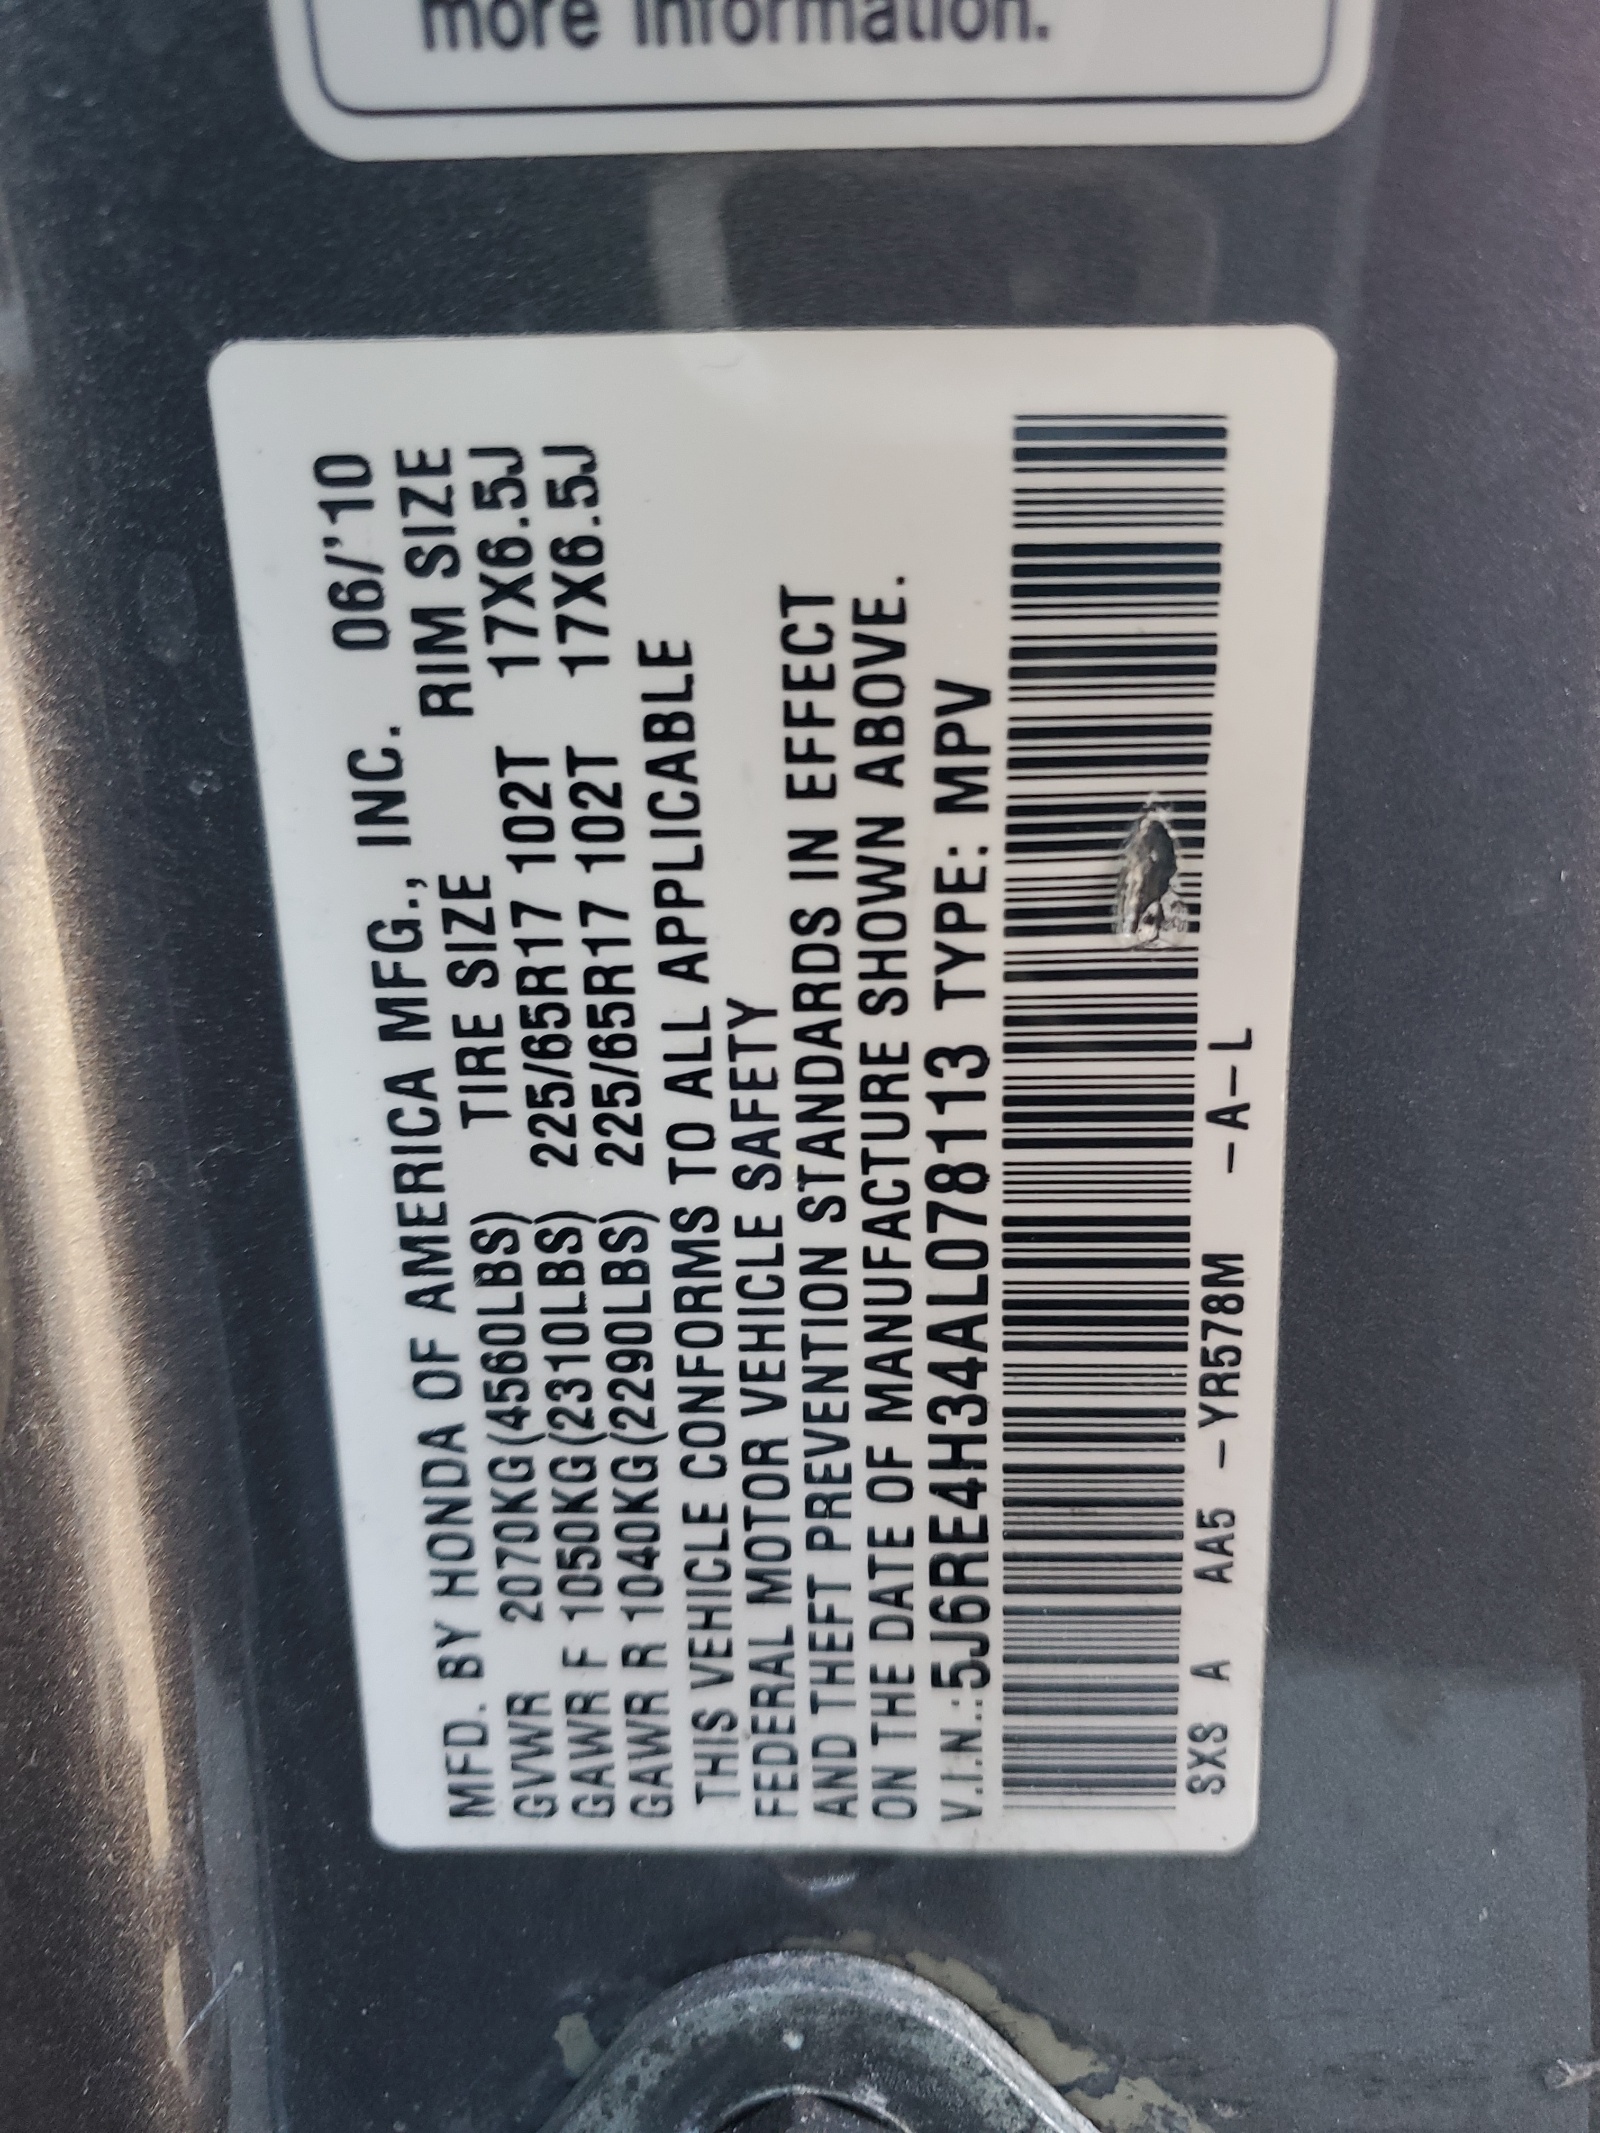 more information.
MFD. BY HONDA OF AMERICA MFG., INC. 06/'10
TIRE SIZE RIM SIZE
GVWR 2070KG(4560LBS) 225/65R17 102T 17X6.5J
GAWR F 1050KG(2310LBS) 225/65R17 102T 17X6.5J
GAWR R 1040KG(2290LBS)
THIS VEHICLE CONFORMS TO ALL APPLICABLE
FEDERAL MOTOR VEHICLE SAFETY
AND THEFT PREVENTION STANDARDS IN EFFECT
ON THE DATE OF MANUFACTURE SHOWN ABOVE.
V.I.N.:5J6RE4H34AL078113 TYPE: MPV
SXS A AA5 -YR578M -A-L